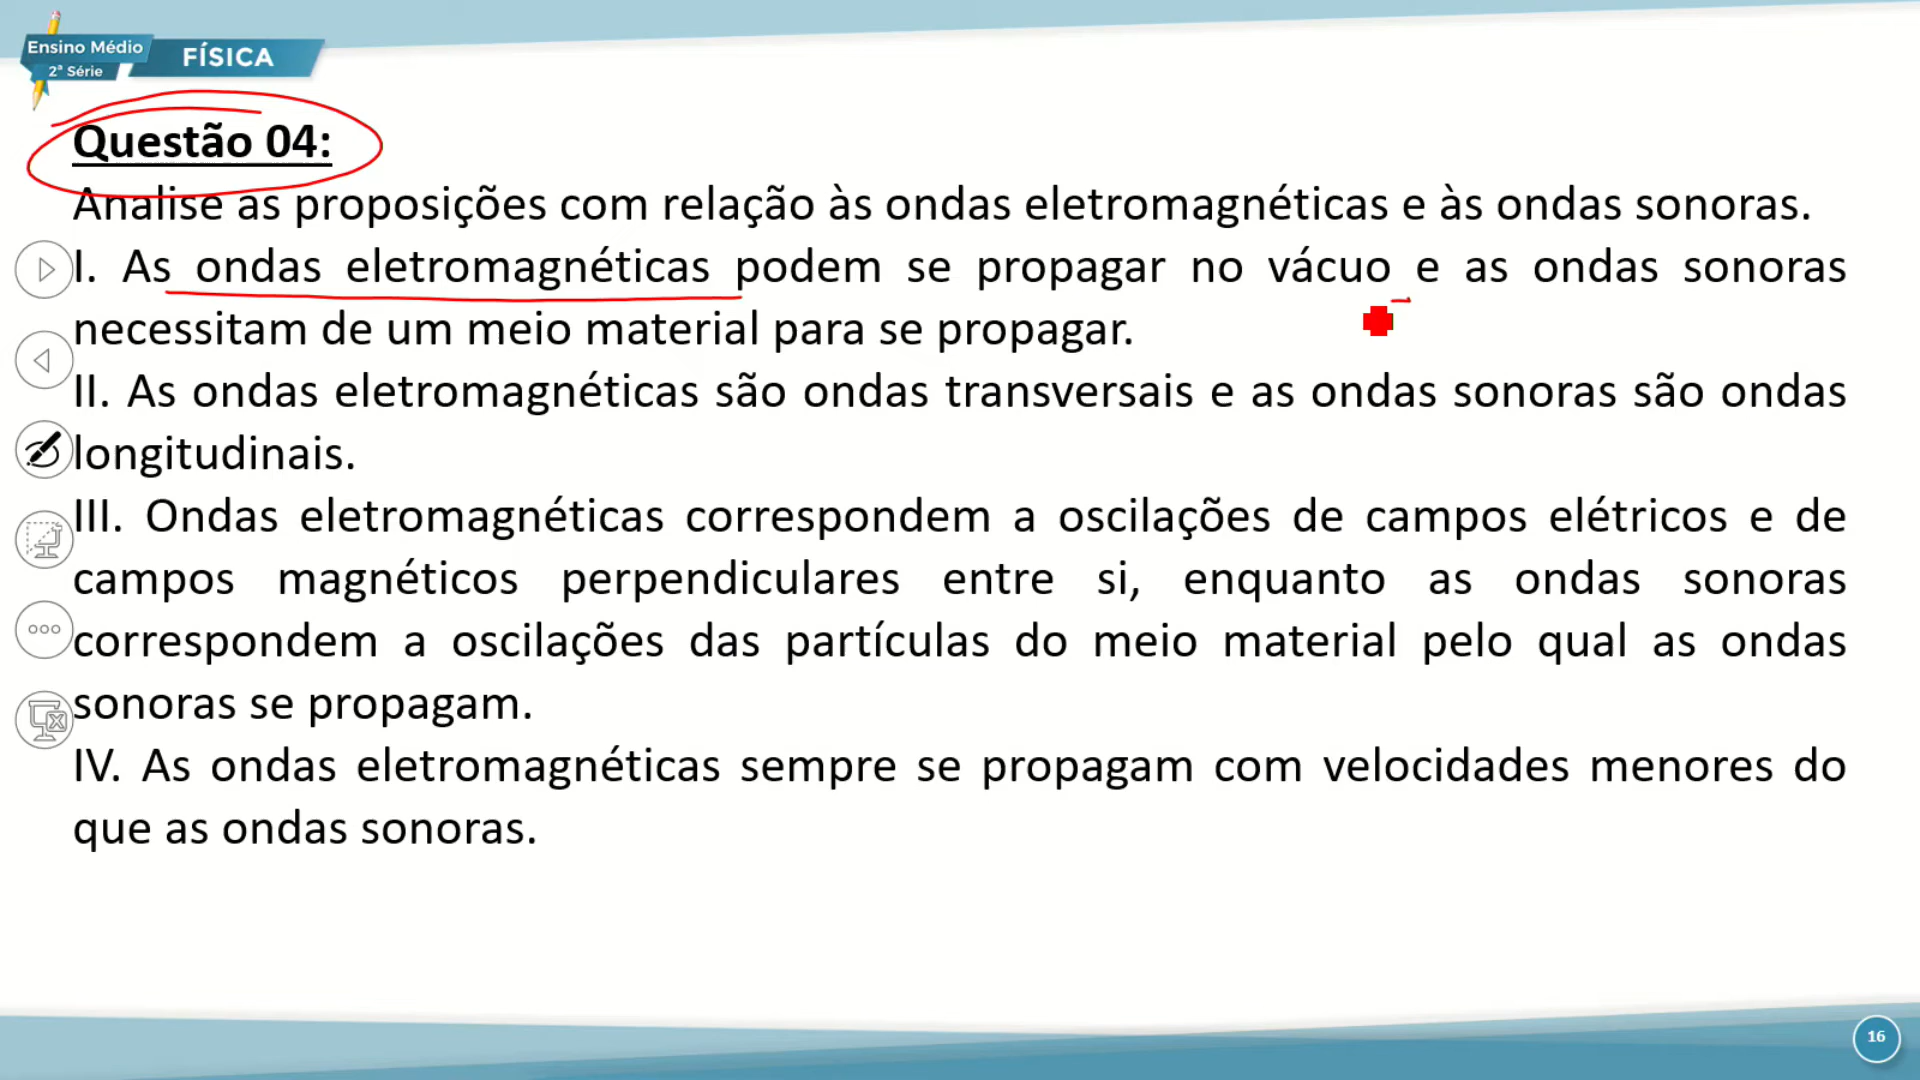 Ensino Médio
2ª Série
FÍSICA
Questão 04:
Analise as proposições com relação às ondas eletromagnéticas e às ondas sonoras.
I. As ondas eletromagnéticas podem se propagar no vácuo e as ondas sonoras
necessitam de um meio material para se propagar.
II. As ondas eletromagnéticas são ondas transversais e as ondas sonoras são ondas
longitudinais.
III. Ondas eletromagnéticas correspondem a oscilações de campos elétricos e de
campos magnéticos perpendiculares entre si, enquanto as ondas sonoras
correspondem a oscilações das partículas do meio material pelo qual as ondas
sonoras se propagam.
IV. As ondas eletromagnéticas sempre se propagam com velocidades menores do
que as ondas sonoras.
16